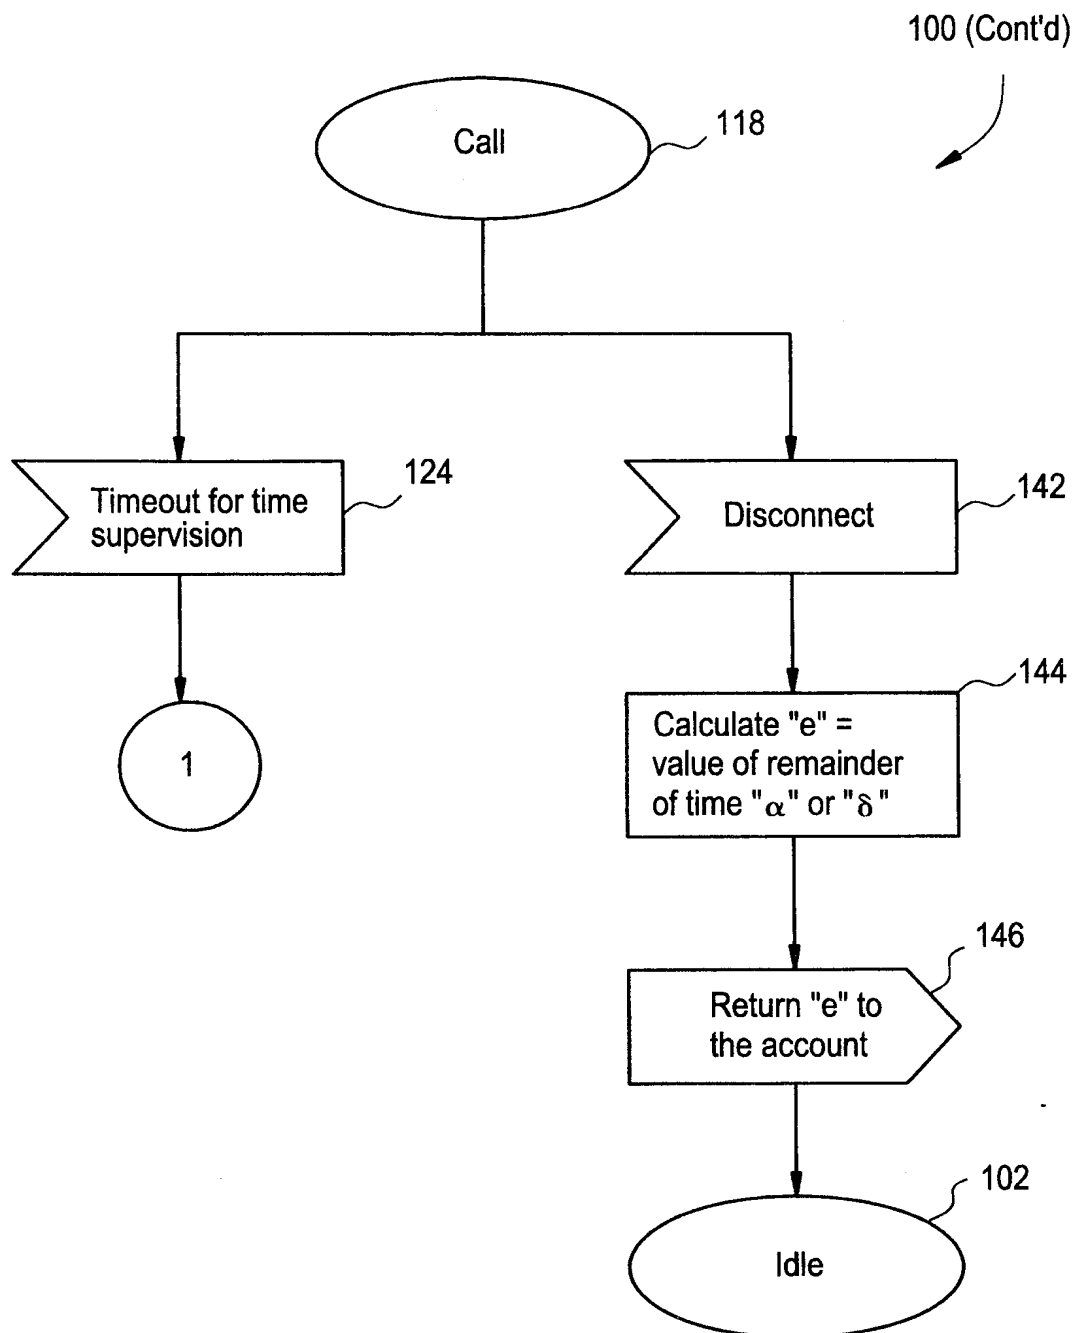 100 (Cont'd)
Call
118
Timeout for time
supervision
124
Disconnect
142
144
Calculate "e" =
value of remainder
of time "α" or "δ"
1
146
Return "e" to
the account
102
Idle